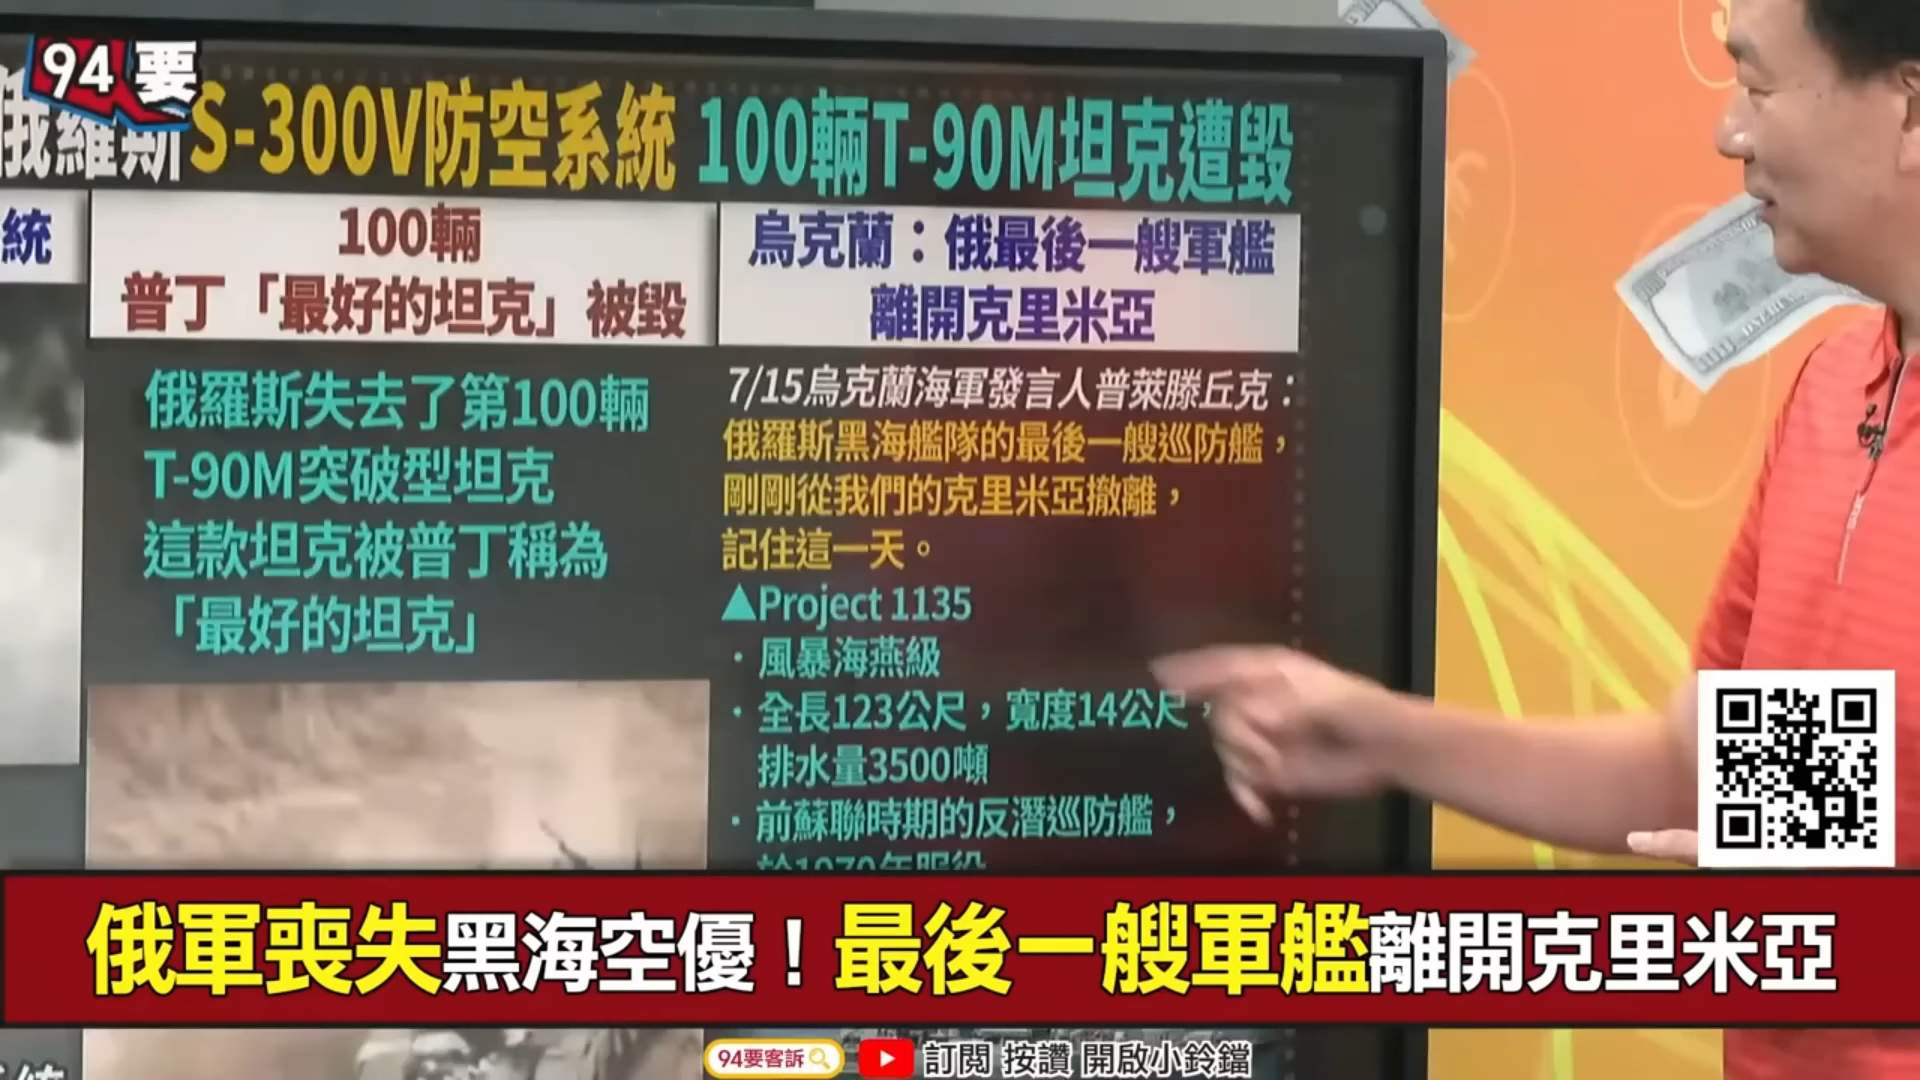 94要
俄羅斯S-300V防空系統 100輛T-90M坦克遭毀
統
100輛
普丁「最好的坦克」被毀
烏克蘭：俄最後一艘軍艦
離開克里米亞
俄羅斯失去了第100輛
T-90M突破型坦克
這款坦克被普丁稱為
「最好的坦克」
7/15烏克蘭海軍發言人普萊滕丘克：
俄羅斯黑海艦隊的最後一艘巡防艦，
剛剛從我們的克里米亞撤離，
記住這一天。
▲Project 1135
·風暴海燕級
·全長123公尺，寬度14公尺，
排水量3500噸
·前蘇聯時期的反潛巡防艦，
俄軍喪失黑海空優！最後一艘軍艦離開克里米亞
94要客訴
訂閱 按讚 開啟小鈴鐺